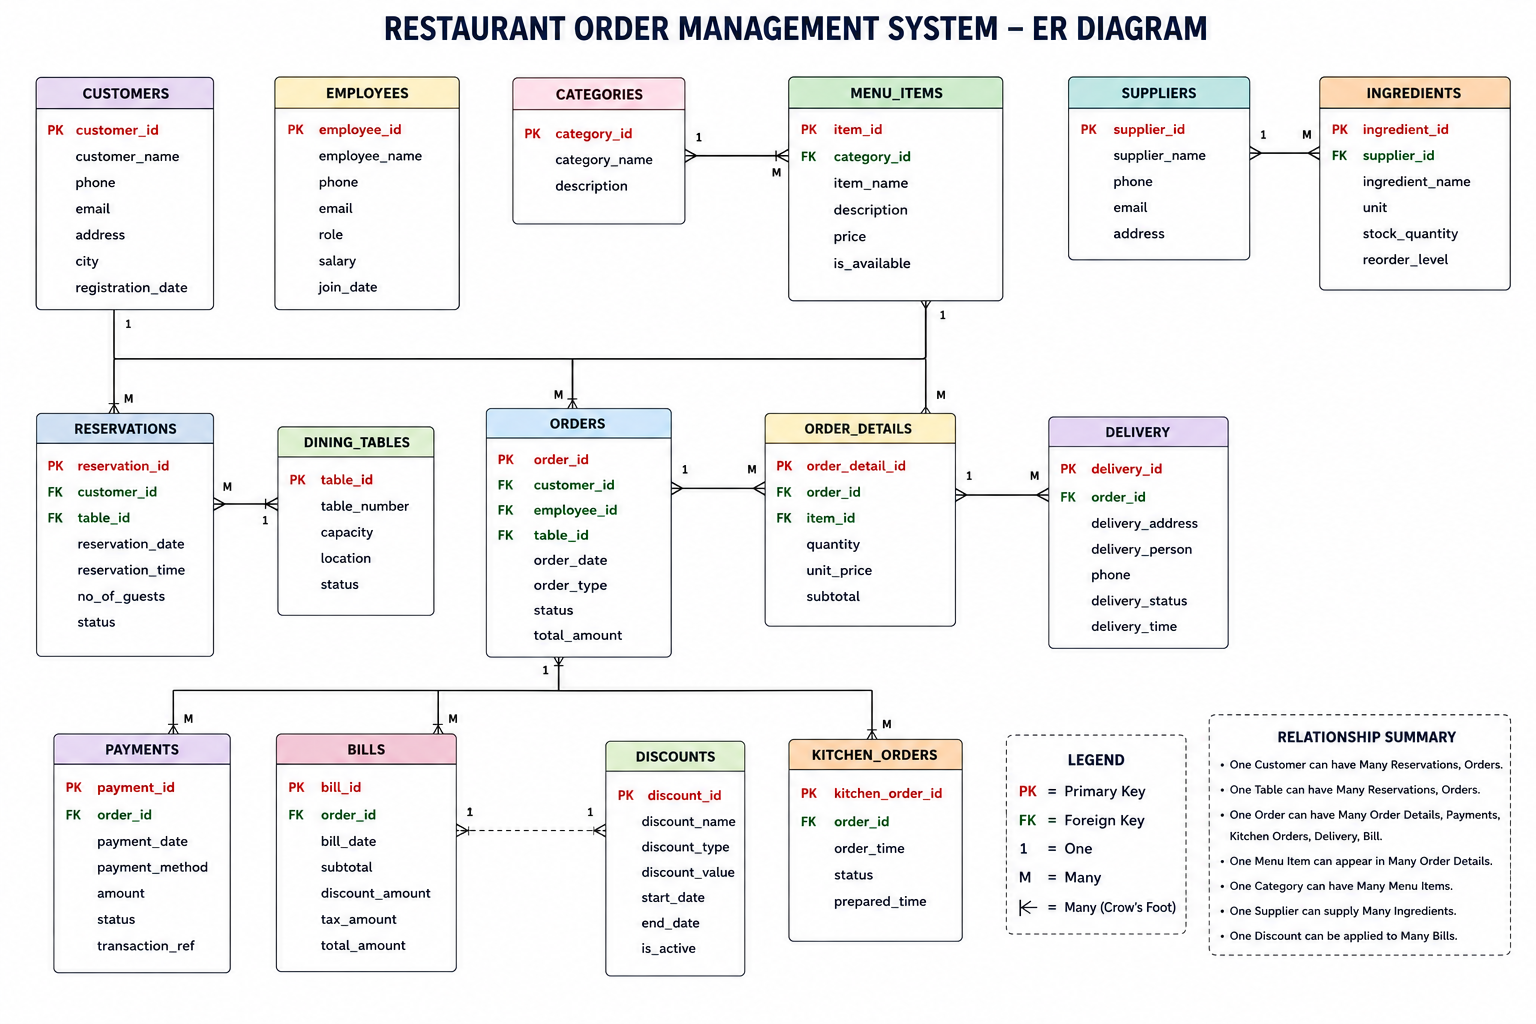 RESTAURANT ORDER MANAGEMENT SYSTEM – ER DIAGRAM
CUSTOMERS
PK customer_id
customer_name
phone
email
address
city
registration_date
EMPLOYEES
PK employee_id
employee_name
phone
email
role
salary
join_date
CATEGORIES
PK category_id
category_name
description
1
M
MENU_ITEMS
PK item_id
FK category_id
item_name
description
price
is_available
SUPPLIERS
PK supplier_id
supplier_name
phone
email
address
1
M
INGREDIENTS
PK ingredient_id
FK supplier_id
ingredient_name
unit
stock_quantity
reorder_level
1
1
M
M
M
RESERVATIONS
PK reservation_id
FK customer_id
FK table_id
reservation_date
reservation_time
no_of_guests
status
M
1
DINING_TABLES
PK table_id
table_number
capacity
location
status
ORDERS
PK order_id
FK customer_id
FK employee_id
FK table_id
order_date
order_type
status
total_amount
1
M
ORDER_DETAILS
PK order_detail_id
FK order_id
FK item_id
quantity
unit_price
subtotal
1
M
DELIVERY
PK delivery_id
FK order_id
delivery_address
delivery_person
phone
delivery_status
delivery_time
1
M
M
M
PAYMENTS
PK payment_id
FK order_id
payment_date
payment_method
amount
status
transaction_ref
BILLS
PK bill_id
FK order_id
bill_date
subtotal
discount_amount
tax_amount
total_amount
1
1
DISCOUNTS
PK discount_id
discount_name
discount_type
discount_value
start_date
end_date
is_active
KITCHEN_ORDERS
PK kitchen_order_id
FK order_id
order_time
status
prepared_time
LEGEND
PK = Primary Key
FK = Foreign Key
1 = One
M = Many
= Many (Crow's Foot)
RELATIONSHIP SUMMARY
• One Customer can have Many Reservations, Orders.
• One Table can have Many Reservations, Orders.
• One Order can have Many Order Details, Payments,
Kitchen Orders, Delivery, Bill.
• One Menu Item can appear in Many Order Details.
• One Category can have Many Menu Items.
• One Supplier can supply Many Ingredients.
• One Discount can be applied to Many Bills.